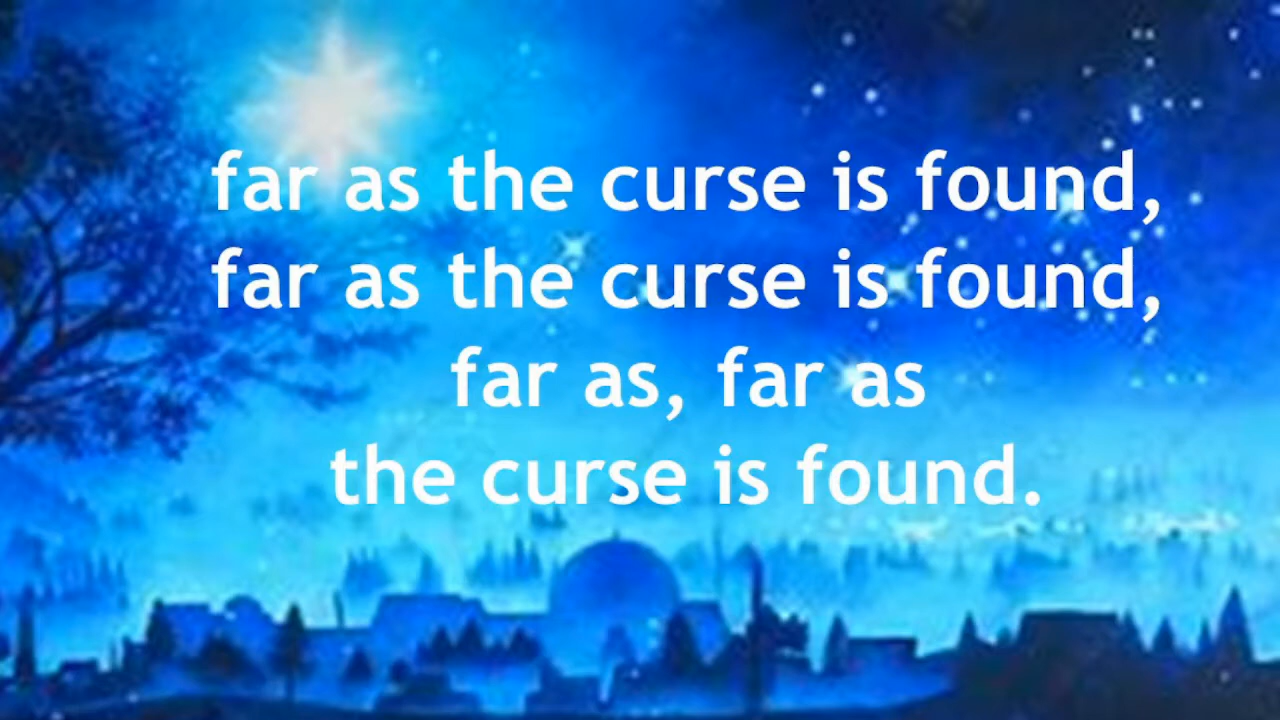 far as the curse is found,
far as the curse is found,
far as, far as
the curse is found.